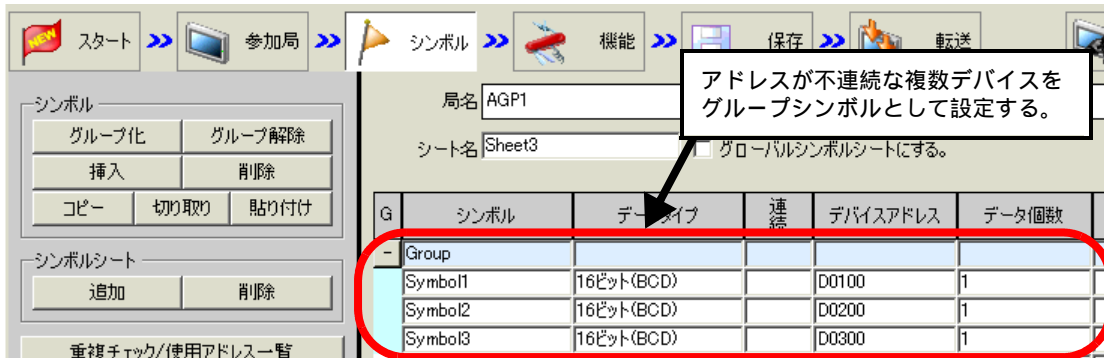 NEW スタート >> 参加局 >> シンボル >> 機能 >> 保存 >> 転送
アドレスが不連続な複数デバイスを
グループシンボルとして設定する。
シンボル
グループ化 グループ解除
挿入 削除
コピー 切り取り 貼り付け
シンボルシート
追加 削除
重複チェック/使用アドレス一覧
局名 AGP1
シート名 Sheet3 グローバルシンボルシートにする。
G シンボル データタイプ 連続 デバイスアドレス データ個数
- Group
Symbol1 16ビット(BCD) D0100 1
Symbol2 16ビット(BCD) D0200 1
Symbol3 16ビット(BCD) D0300 1